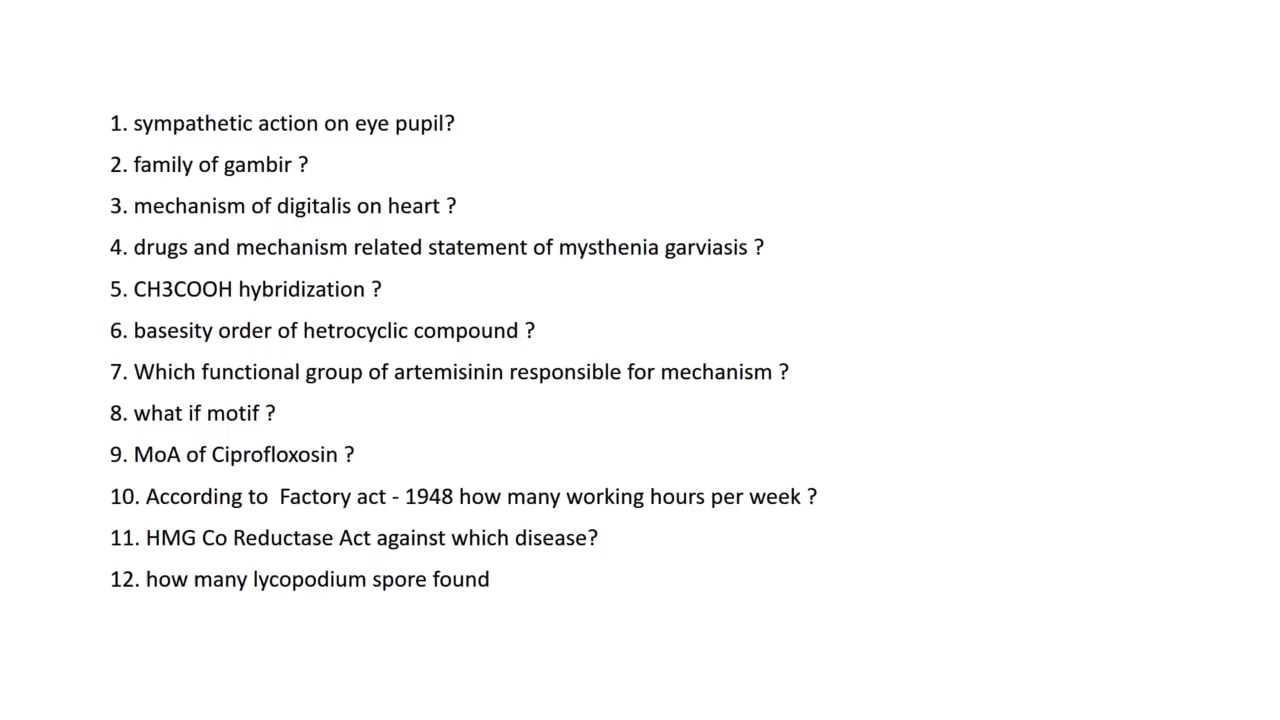 1. sympathetic action on eye pupil?
2. family of gambir ?
3. mechanism of digitalis on heart ?
4. drugs and mechanism related statement of mysthenia garviasis ?
5. CH3COOH hybridization ?
6. basesity order of hetrocyclic compound ?
7. Which functional group of artemisinin responsible for mechanism ?
8. what if motif ?
9. MoA of Ciprofloxosin ?
10. According to  Factory act - 1948 how many working hours per week ?
11. HMG Co Reductase Act against which disease?
12. how many lycopodium spore found